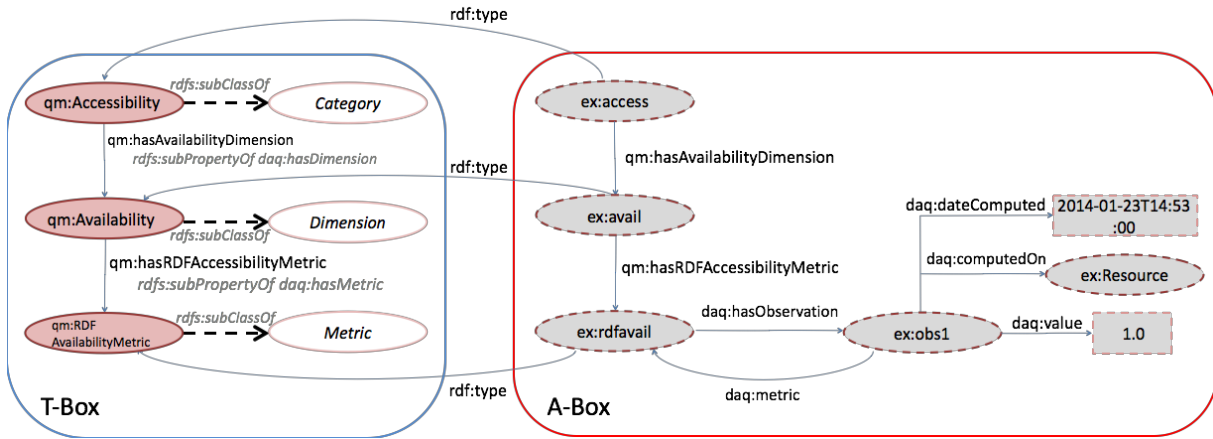 rdf:type
rdfs:subClassOf
qm:Accessibility
Category
ex:access
qm:hasAvailabilityDimension
rdfs:subPropertyOf daq:hasDimension
qm:hasAvailabilityDimension
rdf:type
qm:Availability
rdfs:subClassOf
Dimension
ex:avail
daq:dateComputed
2014-01-23T14:53
:00
qm:hasRDFAccessibilityMetric
rdfs:subPropertyOf daq:hasMetric
qm:hasRDFAccessibilityMetric
daq:computedOn
ex:Resource
rdfs:subClassOf
qm:RDF
AvailabilityMetric
Metric
ex:rdfavail
daq:hasObservation
ex:obs1
daq:value
1.0
rdf:type
daq:metric
T-Box
A-Box